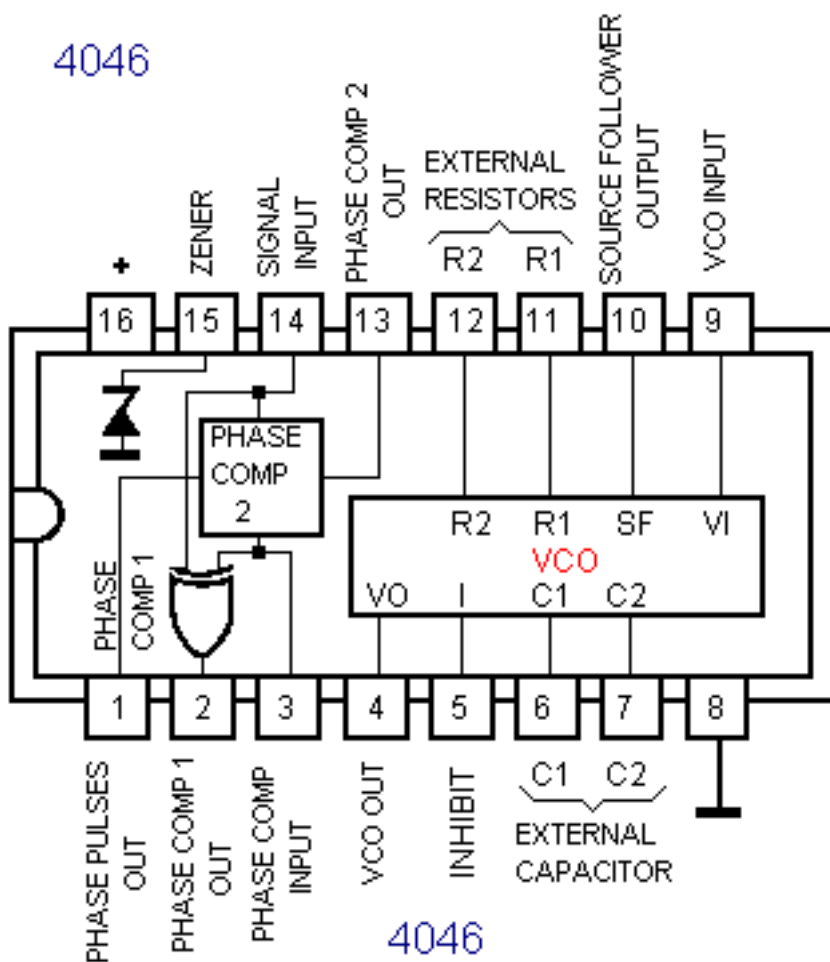 4046
+
ZENER
SIGNAL
INPUT
PHASE COMP 2
OUT
EXTERNAL
RESISTORS
R2 R1
SOURCE FOLLOWER
OUTPUT
VCO INPUT
16 15 14 13 12 11 10 9
PHASE
COMP
2
PHASE
COMP 1
R2 R1 SF VI
VCO
VO I C1 C2
1 2 3 4 5 6 7 8
PHASE PULSES
OUT
PHASE COMP 1
OUT
PHASE COMP
INPUT
VCO OUT
INHIBIT
C1 C2
EXTERNAL
CAPACITOR
4046